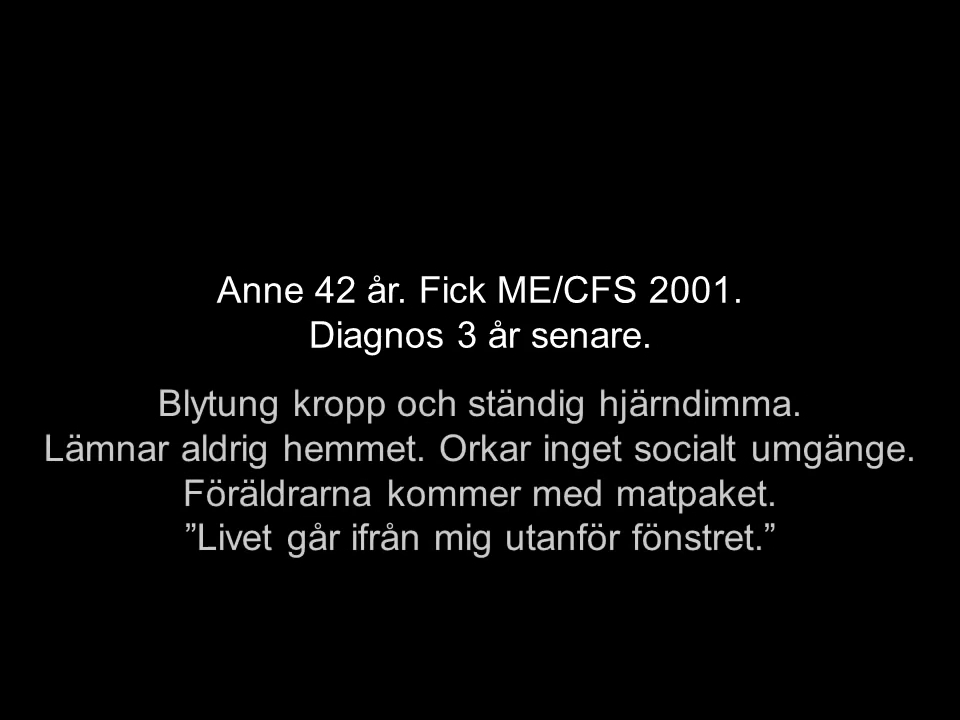 Anne 42 år. Fick ME/CFS 2001.
Diagnos 3 år senare.
Blytung kropp och ständig hjärndimma.
Lämnar aldrig hemmet. Orkar inget socialt umgänge.
Föräldrarna kommer med matpaket.
”Livet går ifrån mig utanför fönstret.”